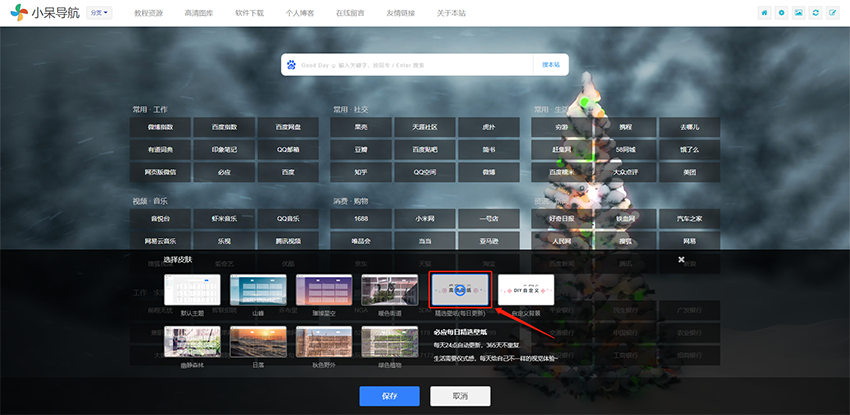 小呆导航 分页
教程资源 高清图库 软件下载 个人博客 在线留言 友情链接 关于本站
Good Day ☺ 输入关键字，按回车 / Enter 搜索 搜本站
常用 · 工作 常用 · 社交 常用 · 生活
微博指数 百度指数 百度网盘 果壳 天涯社区 虎扑 穷游 携程 去哪儿
有道词典 印象笔记 QQ邮箱 豆瓣 百度贴吧 简书 赶集网 58同城 饿了么
网页版微信 必应 百度 知乎 QQ空间 微博 百度糯米 大众点评 美团
视频 · 音乐 消费 · 购物
音悦台 虾米音乐 QQ音乐 1688 小米网 一号店 好奇日报 铁血网 汽车之家
网易云音乐 乐视 腾讯视频 唯品会 当当 亚马逊 人民网 搜狐 网易
选择皮肤
默认主题 山峰 璀璨星空 暖色街道 精选壁纸(每日更新) DIY 自定义 自定义背景
必应每日精选壁纸
每天24点自动更新，365天不重复
生活需要仪式感，每天给自己不一样的视觉体验~
幽静森林 日落 秋色野外 绿色植物
保存 取消